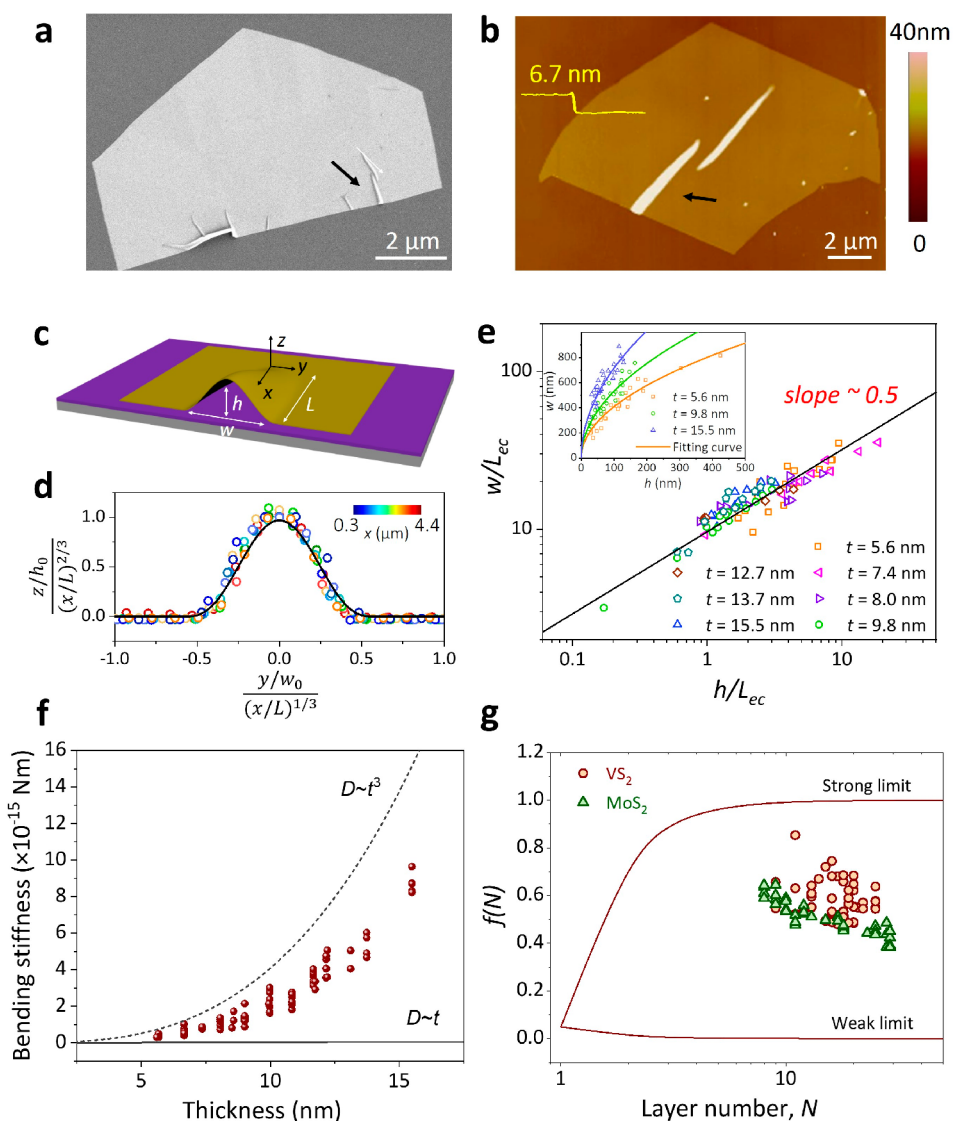 a
2 μm
b
6.7 nm
2 μm
40nm
0
c
z
y
x
h
w
L
d
z/h₀
(x/L)^2/3
1.0
0.5
0.0
0.3
4.4
x (μm)
-1.0 -0.5 0.0 0.5 1.0
y/w₀
(x/L)^1/3
e
w/L_ec
100
10
0.1 1 10
h/L_ec
slope ~ 0.5
w (nm)
800
600
400
200
0
0 100 200 300 400 500
h (nm)
t = 5.6 nm
t = 9.8 nm
t = 15.5 nm
Fitting curve
t = 5.6 nm
t = 12.7 nm t = 7.4 nm
t = 13.7 nm t = 8.0 nm
t = 15.5 nm t = 9.8 nm
f
Bending stiffness (×10⁻¹⁵ Nm)
16
14
12
10
8
6
4
2
0
D~t³
D~t
5 10 15
Thickness (nm)
g
f(N)
1.2
1.0
0.8
0.6
0.4
0.2
0.0
VS₂
MoS₂
Strong limit
Weak limit
1 10
Layer number, N